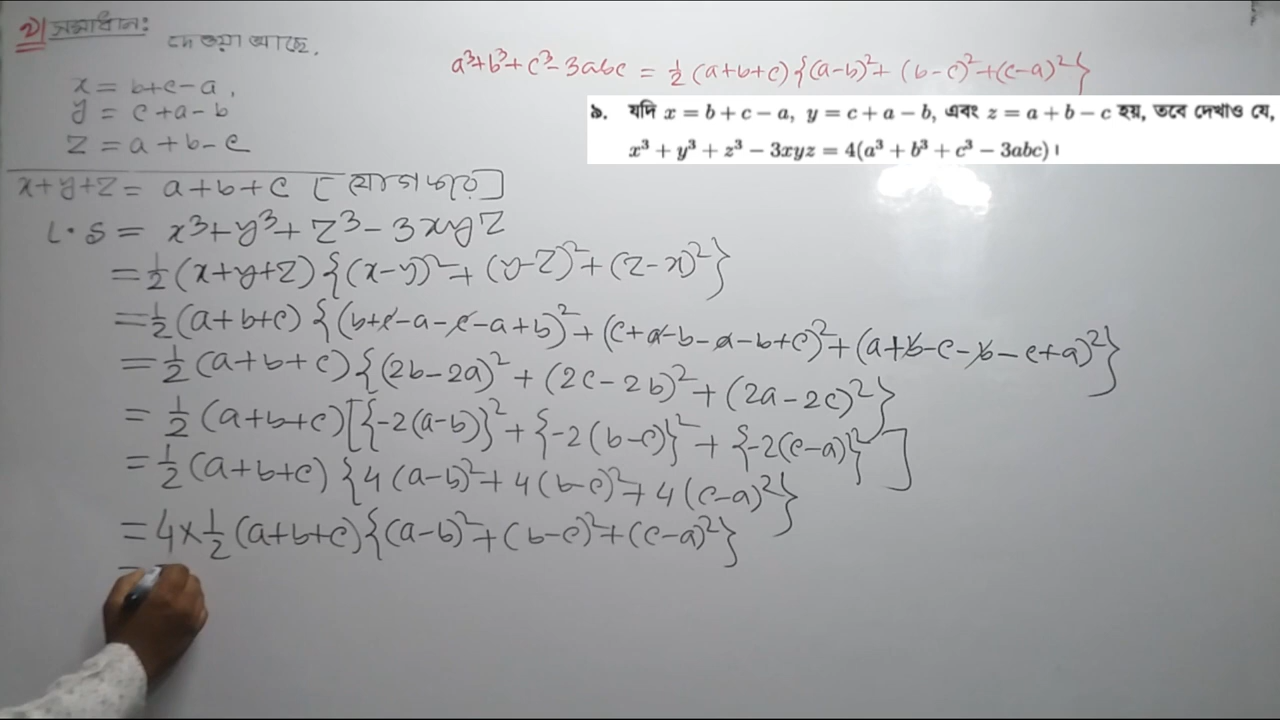 ২) সমাধান:
দেওয়া আছে,
x = b+c-a,
y = c+a-b
z = a+b-c
x+y+z = a+b+c [যোগ করে]
a³+b³+c³-3abc = ½ (a+b+c) {(a-b)²+(b-c)²+(c-a)²}
৯. যদি x = b + c − a, y = c + a − b, এবং z = a + b − c হয়, তবে দেখাও যে,
x³ + y³ + z³ − 3xyz = 4(a³ + b³ + c³ − 3abc)।
L.S = x³+y³+z³-3xyz
= ½ (x+y+z) {(x-y)²+(y-z)²+(z-x)²}
= ½ (a+b+c) {(b+c-a-c-a+b)²+(c+a-b-a-b+c)²+(a+b-c-b-c+a)²}
= ½ (a+b+c) {(2b-2a)²+(2c-2b)²+(2a-2c)²}
= ½ (a+b+c) [{-2(a-b)}²+{-2(b-c)}²+{-2(c-a)}²]
= ½ (a+b+c) {4(a-b)²+4(b-c)²+4(c-a)²}
= 4×½ (a+b+c) {(a-b)²+(b-c)²+(c-a)²}
=